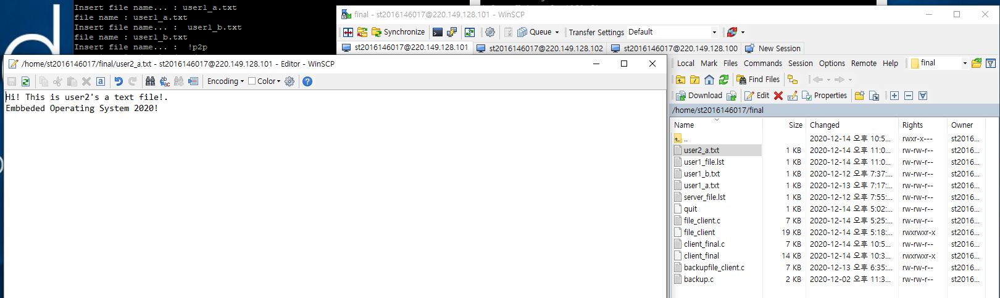 Insert file name... : user1_a.txt
file name : user1_a.txt
Insert file name... :  user1_b.txt
file name : user1_b.txt
Insert file name... :  !p2p
final - st2016146017@220.149.128.101 - WinSCP
Synchronize Queue Transfer Settings Default
st2016146017@220.149.128.101 st2016146017@220.149.128.102 st2016146017@220.149.128.100 New Session
/home/st2016146017/final/user2_a.txt - st2016146017@220.149.128.101 - Editor - WinSCP
Encoding Color
Hi! This is user2's a text file!.
Embbeded Operating System 2020!
Local Mark Files Commands Session Options Remote Help final
Find Files
Download Edit Properties
/home/st2016146017/final
Name Size Changed Rights Owner
.. 2020-12-14 오후 10:5... rwxr-x--- st2016...
user2_a.txt 1 KB 2020-12-14 오후 11:0... rw-rw-r-- st2016...
user1_file.lst 1 KB 2020-12-14 오후 11:0... rw-rw-r-- st2016...
user1_b.txt 1 KB 2020-12-12 오후 7:37:... rw-rw-r-- st2016...
user1_a.txt 1 KB 2020-12-13 오후 7:17:... rw-rw-r-- st2016...
server_file.lst 1 KB 2020-12-12 오후 7:55:... rw-rw-r-- st2016...
quit 1 KB 2020-12-14 오후 5:02:... rw-rw-r-- st2016...
file_client.c 7 KB 2020-12-14 오후 5:25:... rw-rw-r-- st2016...
file_client 19 KB 2020-12-14 오후 5:18:... rwxrwxr-x st2016...
client_final.c 7 KB 2020-12-14 오후 10:5... rw-rw-r-- st2016...
client_final 14 KB 2020-12-14 오후 10:3... rwxrwxr-x st2016...
backupfile_client.c 7 KB 2020-12-13 오후 6:35:... rw-rw-r-- st2016...
backup.c 2 KB 2020-12-02 오후 11:3... rw-rw-r-- st2016...